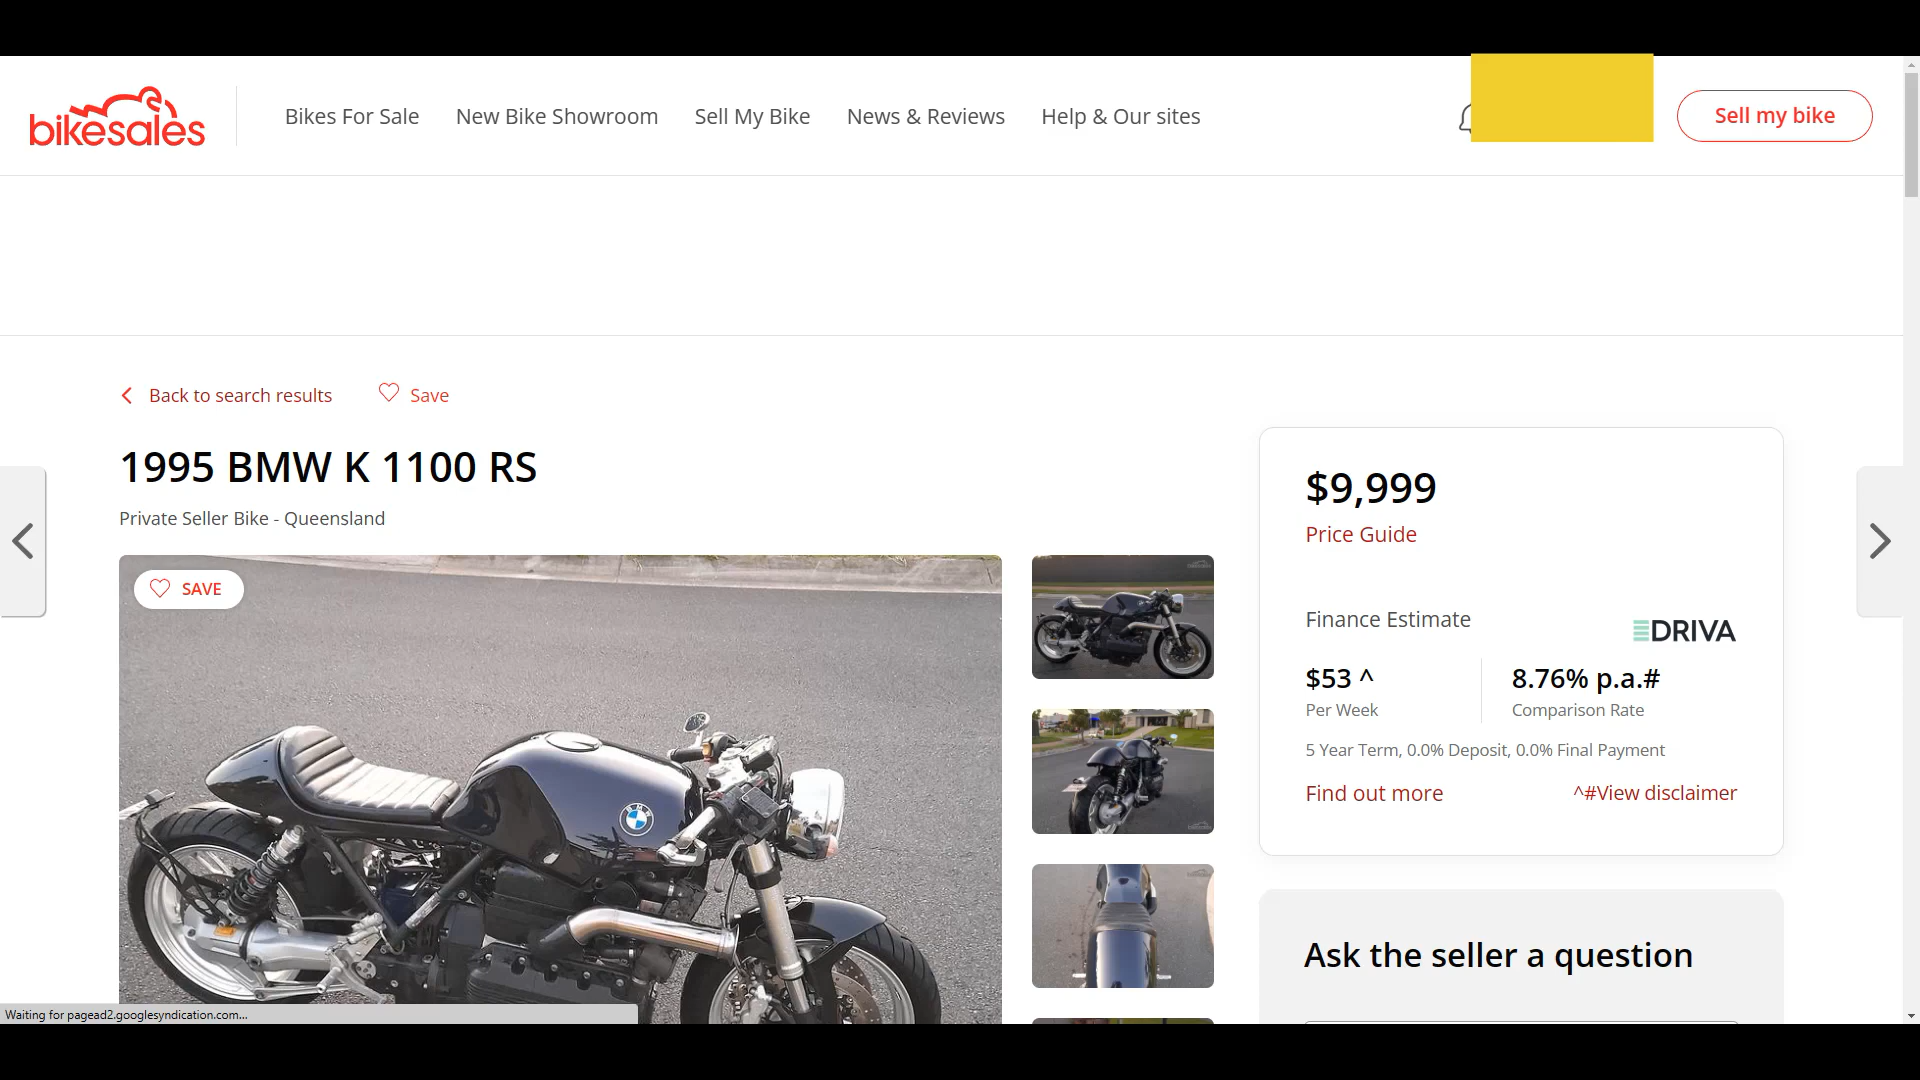 bikesales
Bikes For Sale
New Bike Showroom
Sell My Bike
News & Reviews
Help & Our sites
Sell my bike
Back to search results
Save
1995 BMW K 1100 RS
Private Seller Bike - Queensland
SAVE
BMW
$9,999
Price Guide
Finance Estimate
DRIVA
$53 ^
Per Week
8.76% p.a.#
Comparison Rate
5 Year Term, 0.0% Deposit, 0.0% Final Payment
Find out more
^#View disclaimer
Ask the seller a question
Waiting for pagead2.googlesyndication.com...